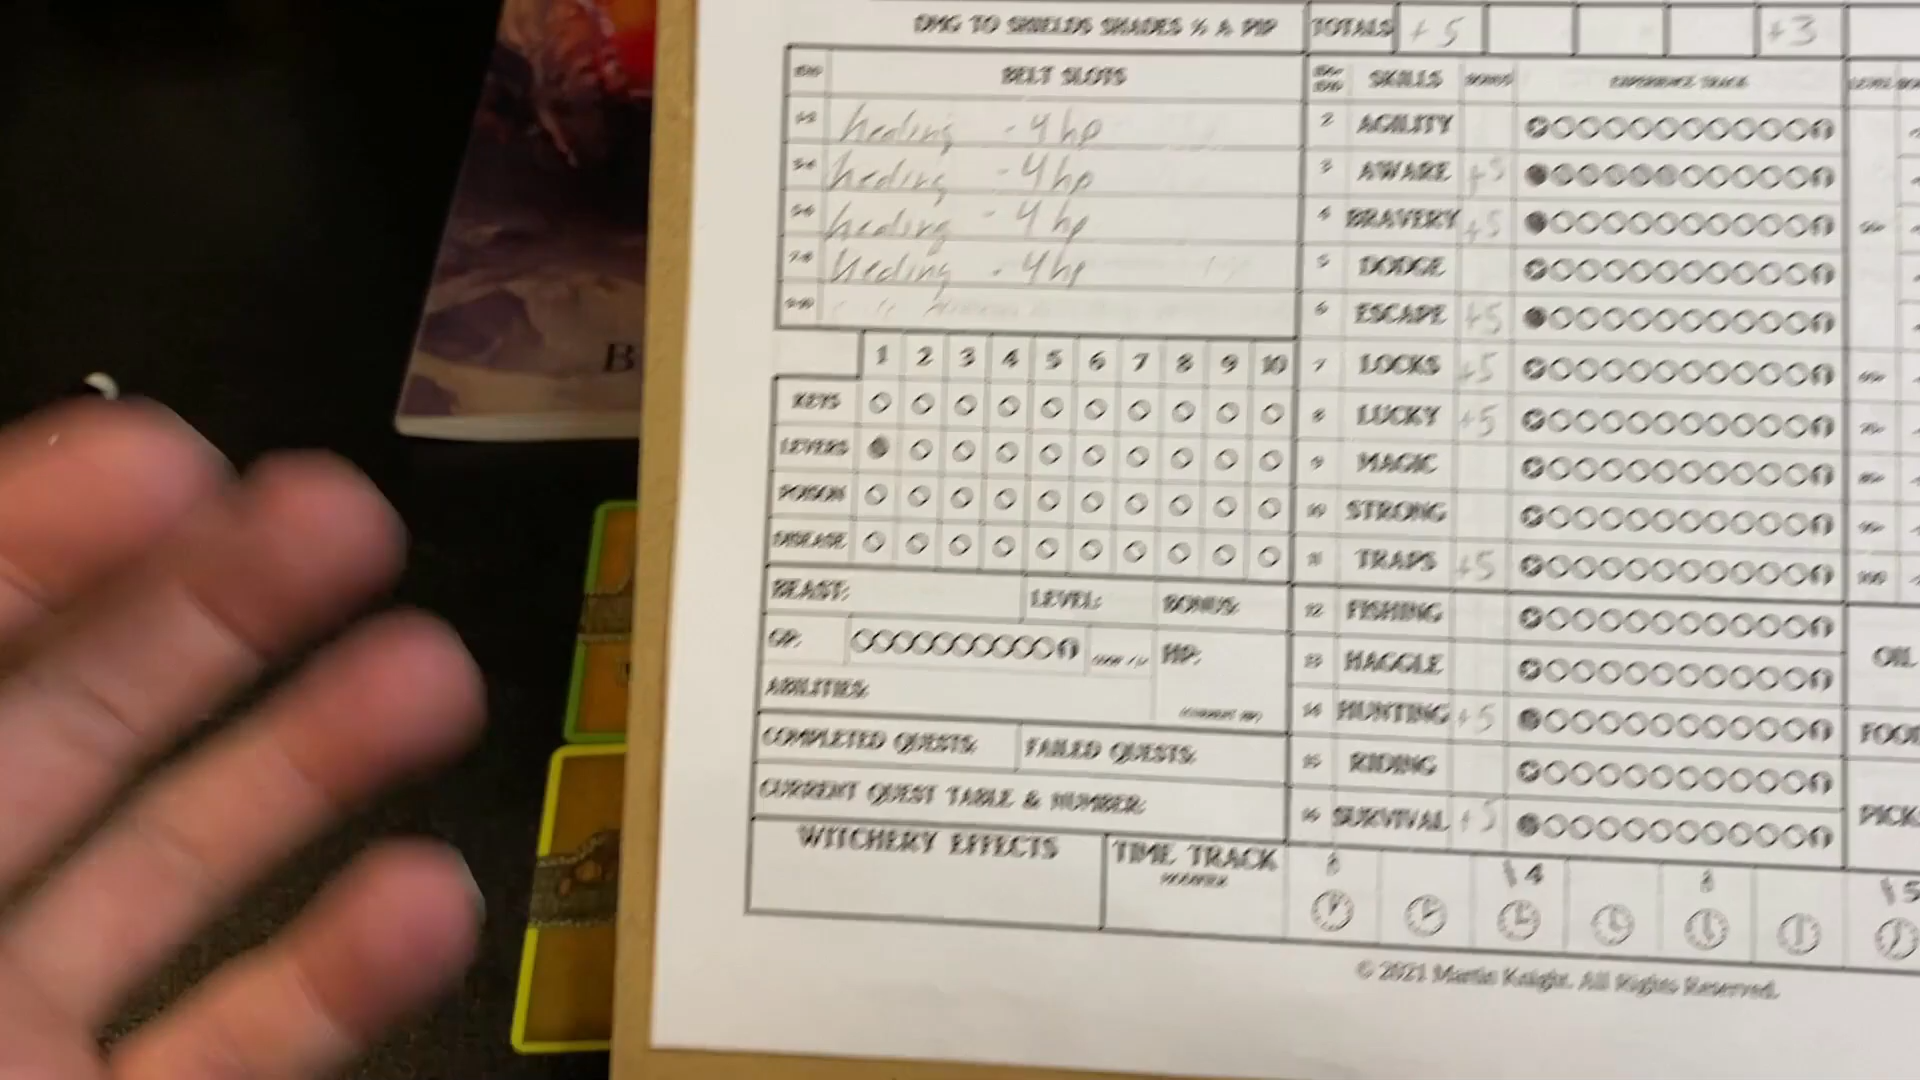 DMG TO SHIELDS SHADES ½ A PIP
TOTALS +5 +3
BELT SLOTS
healing - 4 hp
healing - 4 hp
healing - 4 hp
healing - 4 hp
1 2 3 4 5 6 7 8 9 10
KEYS
LEVERS
POISON
DISEASE
BEAST: LEVEL: BONUS:
GP: HP:
ABILITIES:
(CURRENT HP)
COMPLETED QUESTS: FAILED QUESTS:
CURRENT QUEST TABLE & NUMBER:
WITCHERY EFFECTS
TIME TRACK
SKILLS BONUS EXPERIENCE TRACK
2 AGILITY
3 AWARE +5
4 BRAVERY +5
5 DODGE
6 ESCAPE +5
7 LOCKS +5
8 LUCKY +5
9 MAGIC
10 STRONG
11 TRAPS +5
12 FISHING
13 HAGGLE
14 HUNTING +5
15 RIDING
16 SURVIVAL +5
OIL
FOOD
PICKS
© 2021 Martin Knight. All Rights Reserved.
B